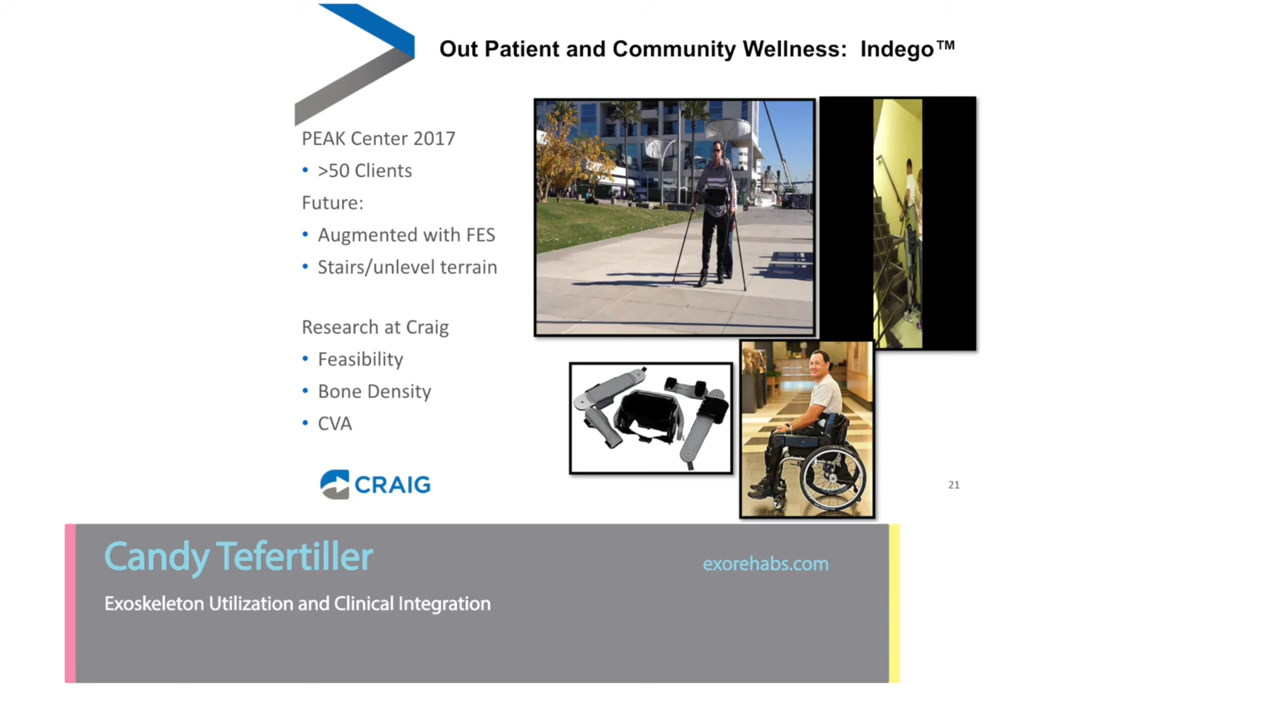 Out Patient and Community Wellness: Indego™
PEAK Center 2017
• >50 Clients
Future:
• Augmented with FES
• Stairs/unlevel terrain
Research at Craig
• Feasibility
• Bone Density
• CVA
CRAIG
21
Candy Tefertiller
exorehabs.com
Exoskeleton Utilization and Clinical Integration